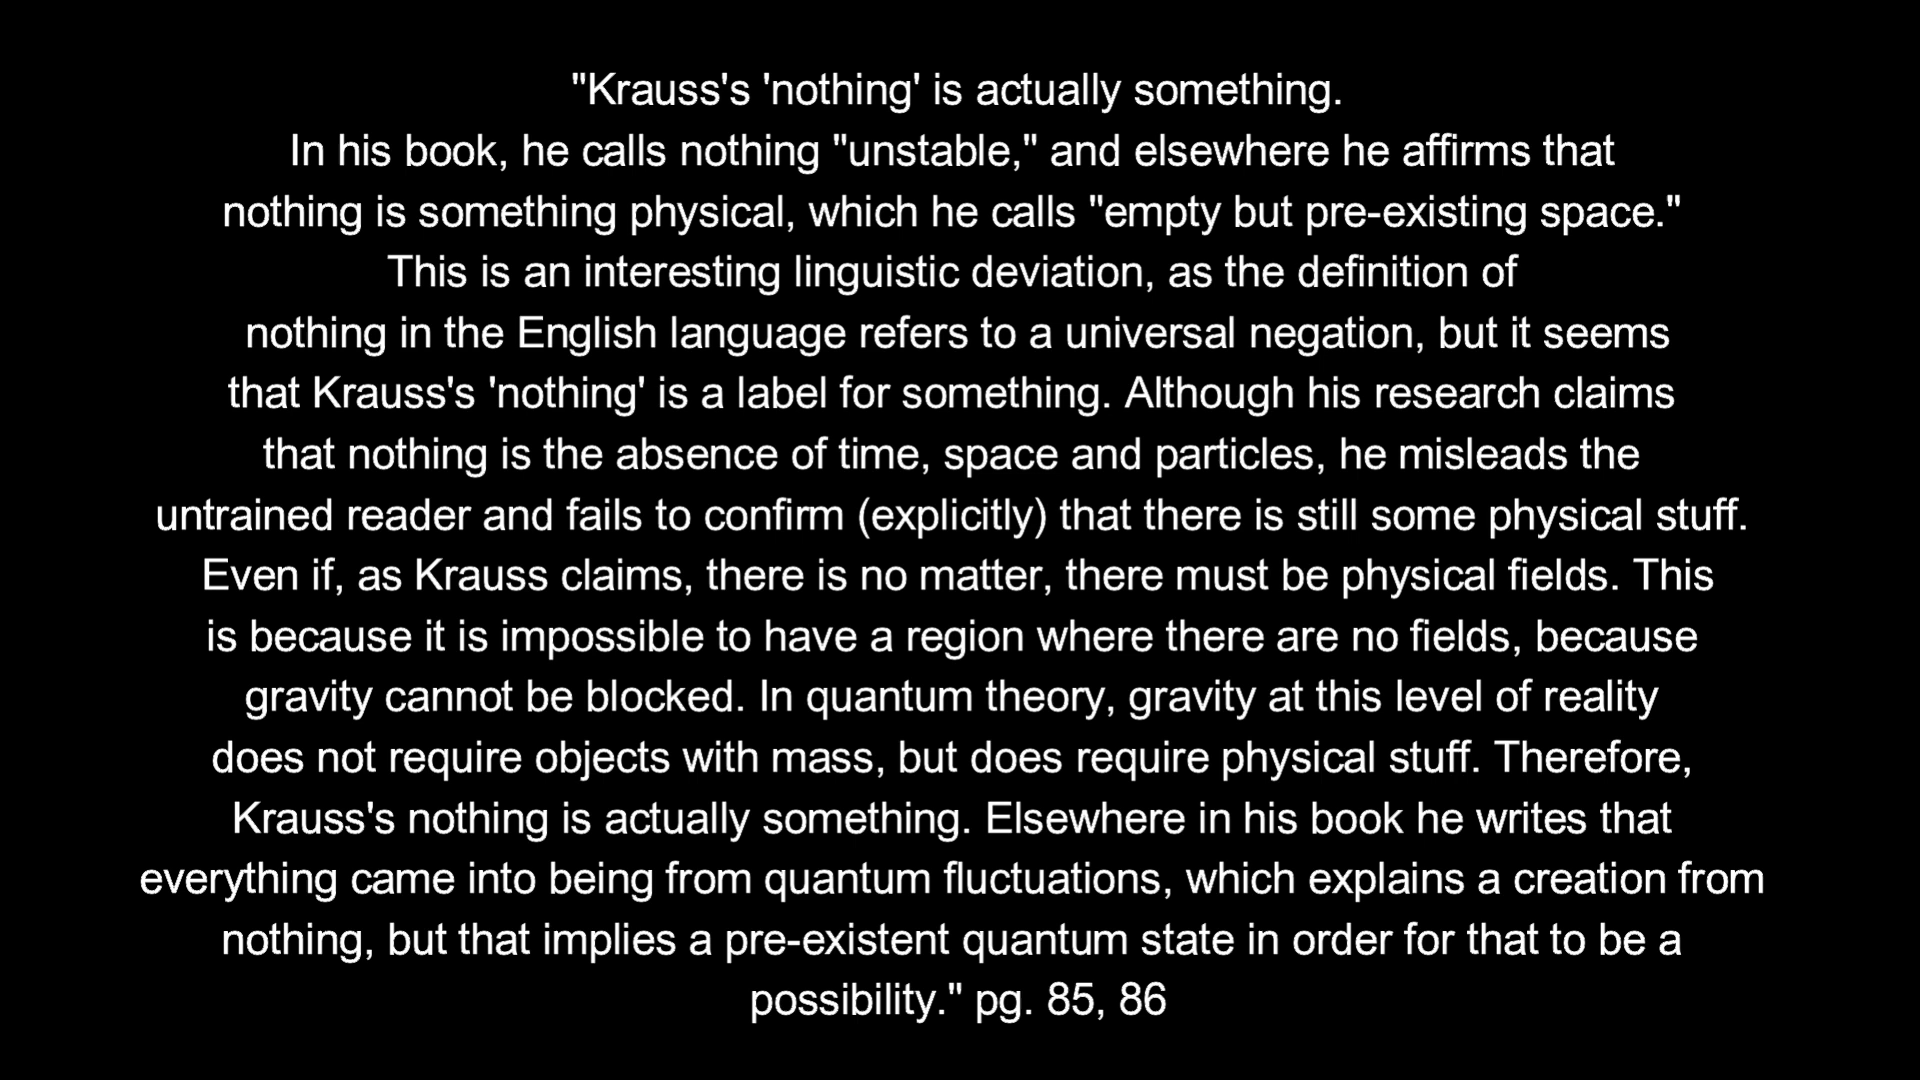 "Krauss's 'nothing' is actually something.
In his book, he calls nothing "unstable," and elsewhere he affirms that
nothing is something physical, which he calls "empty but pre-existing space."
This is an interesting linguistic deviation, as the definition of
nothing in the English language refers to a universal negation, but it seems
that Krauss's 'nothing' is a label for something. Although his research claims
that nothing is the absence of time, space and particles, he misleads the
untrained reader and fails to confirm (explicitly) that there is still some physical stuff.
Even if, as Krauss claims, there is no matter, there must be physical fields. This
is because it is impossible to have a region where there are no fields, because
gravity cannot be blocked. In quantum theory, gravity at this level of reality
does not require objects with mass, but does require physical stuff. Therefore,
Krauss's nothing is actually something. Elsewhere in his book he writes that
everything came into being from quantum fluctuations, which explains a creation from
nothing, but that implies a pre-existent quantum state in order for that to be a
possibility." pg. 85, 86